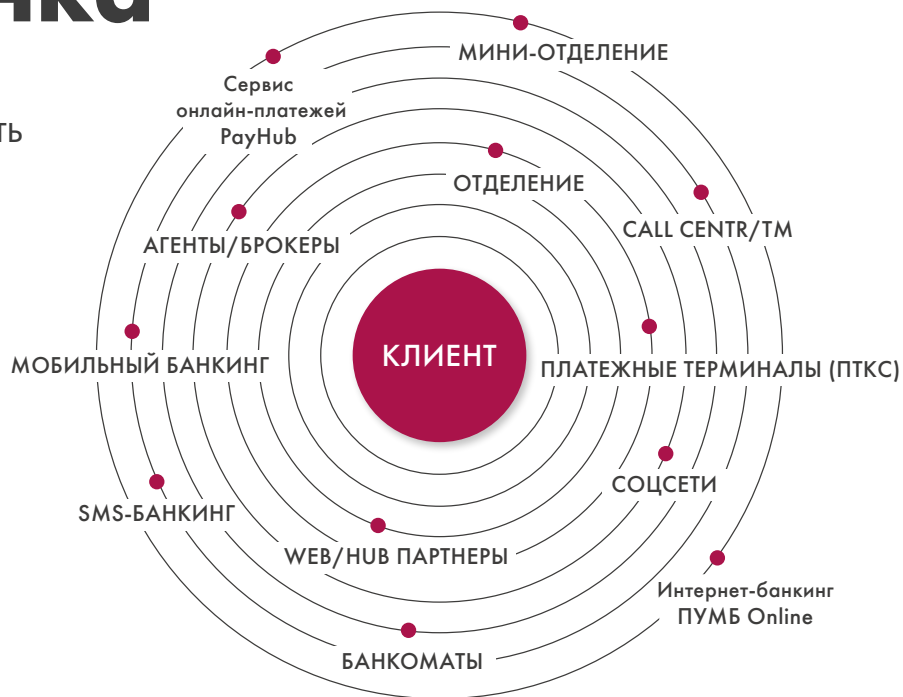 МИНИ-ОТДЕЛЕНИЕ
Сервис
онлайн-платежей
PayHub
ОТДЕЛЕНИЕ
CALL CENTR/TM
АГЕНТЫ/БРОКЕРЫ
КЛИЕНТ
МОБИЛЬНЫЙ БАНКИНГ
ПЛАТЕЖНЫЕ ТЕРМИНАЛЫ (ПТКС)
СОЦСЕТИ
SMS-БАНКИНГ
WEB/HUB ПАРТНЕРЫ
Интернет-банкинг
ПУМБ Online
БАНКОМАТЫ